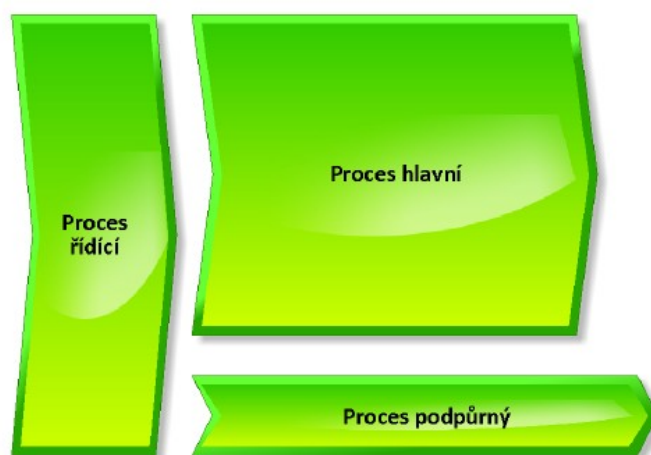 Proces
řídící
Proces hlavní
Proces podpůrný